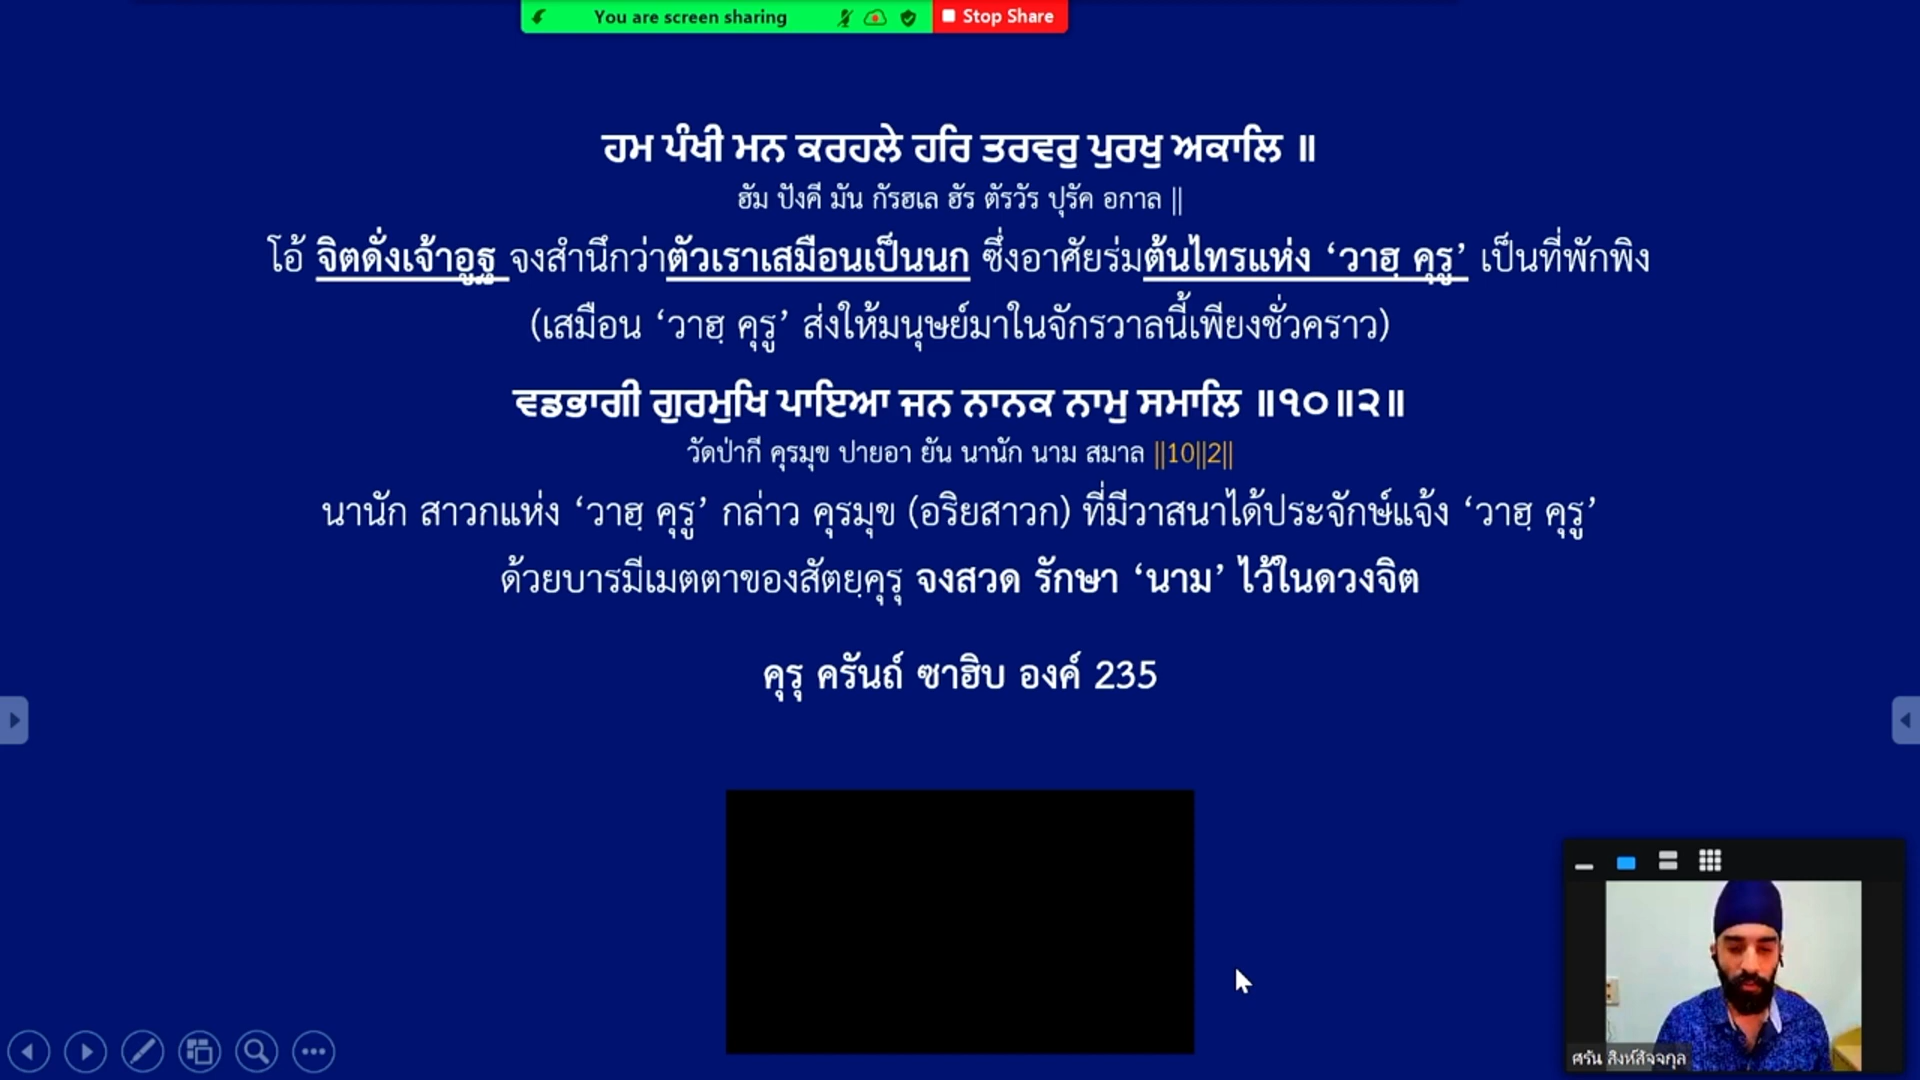 You are screen sharing
Stop Share
ਹਮ ਪੰਖੀ ਮਨ ਕਰਹਲੇ ਹਰਿ ਤਰਵਰੁ ਪੁਰਖੁ ਅਕਾਲਿ ॥
ฮัม ปังคี มัน กัรฮเล ฮัร ตัรวัร ปุรัค อกาล ||
โอ้ จิตดั่งเจ้าอูฐ จงสำนึกว่าตัวเราเสมือนเป็นนก ซึ่งอาศัยร่มต้นไทรแห่ง ‘วาฮฺ คุรู’ เป็นที่พักพิง
(เสมือน ‘วาฮฺ คุรู’ ส่งให้มนุษย์มาในจักรวาลนี้เพียงชั่วคราว)
ਵਡਭਾਗੀ ਗੁਰਮੁਖਿ ਪਾਇਆ ਜਨ ਨਾਨਕ ਨਾਮੁ ਸਮਾਲਿ ॥੧੦॥੨॥
วัดป่ากี คุรมุข ปายอา ยัน นานัก นาม สมาล ||10||2||
นานัก สาวกแห่ง ‘วาฮฺ คุรู’ กล่าว คุรมุข (อริยสาวก) ที่มีวาสนาได้ประจักษ์แจ้ง ‘วาฮฺ คุรู’
ด้วยบารมีเมตตาของสัตยฺคุรุ จงสวด รักษา ‘นาม’ ไว้ในดวงจิต
คุรุ ครันถ์ ซาฮิบ องค์ 235
ศรัน สิงห์สัจจกุล